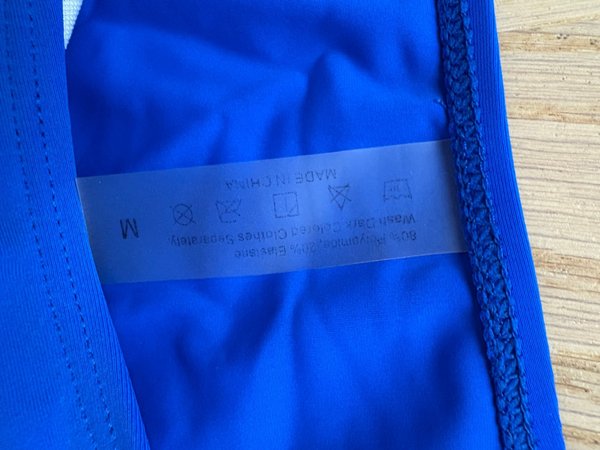 80% Polyamide,20% Elastane
Wash Dark Colored Clothes Separately.
MADE IN CHINA
M